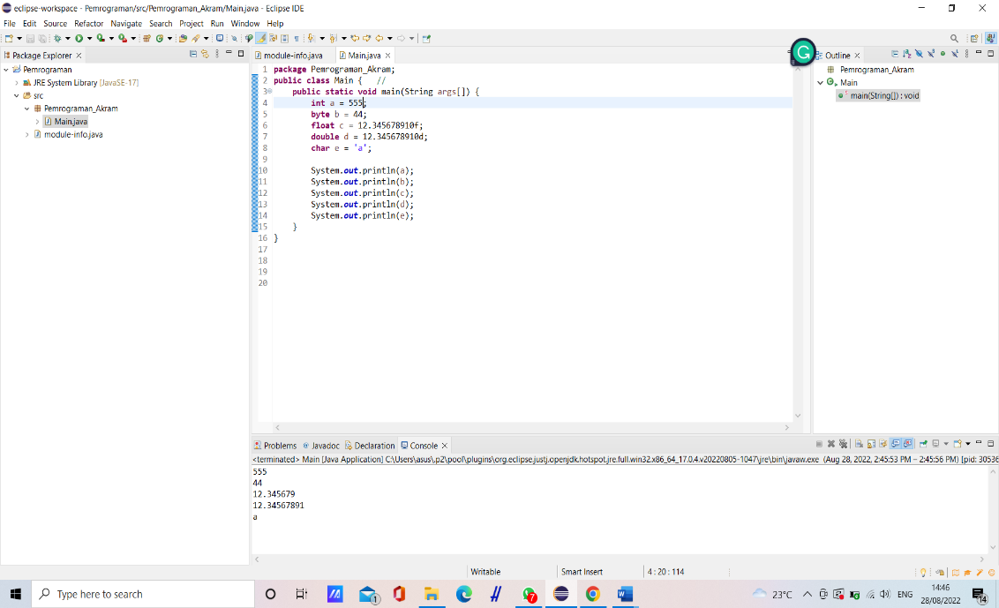 eclipse-workspace - Pemrograman/src/Pemrograman_Akram/Main.java - Eclipse IDE
File Edit Source Refactor Navigate Search Project Run Window Help
Package Explorer
Pemrograman
JRE System Library [JavaSE-17]
src
Pemrograman_Akram
Main.java
module-info.java
module-info.java Main.java
1 package Pemrograman_Akram;
2 public class Main { //
3 public static void main(String args[]) {
4 int a = 555;
5 byte b = 44;
6 float c = 12.345678910f;
7 double d = 12.345678910d;
8 char e = 'a';
9
10 System.out.println(a);
11 System.out.println(b);
12 System.out.println(c);
13 System.out.println(d);
14 System.out.println(e);
15 }
16 }
17
18
19
20
Outline
Pemrograman_Akram
Main
main(String[]) : void
Problems Javadoc Declaration Console
<terminated> Main [Java Application] C:\Users\asus\.p2\pool\plugins\org.eclipse.justj.openjdk.hotspot.jre.full.win32.x86_64_17.0.4.v20220805-1047\jre\bin\javaw.exe (Aug 28, 2022, 2:45:53 PM – 2:45:56 PM) [pid: 30536
555
44
12.345679
12.34567891
a
Writable Smart Insert 4 : 20 : 114
Type here to search
1
7
23°C
ENG
14:46
28/08/2022
14